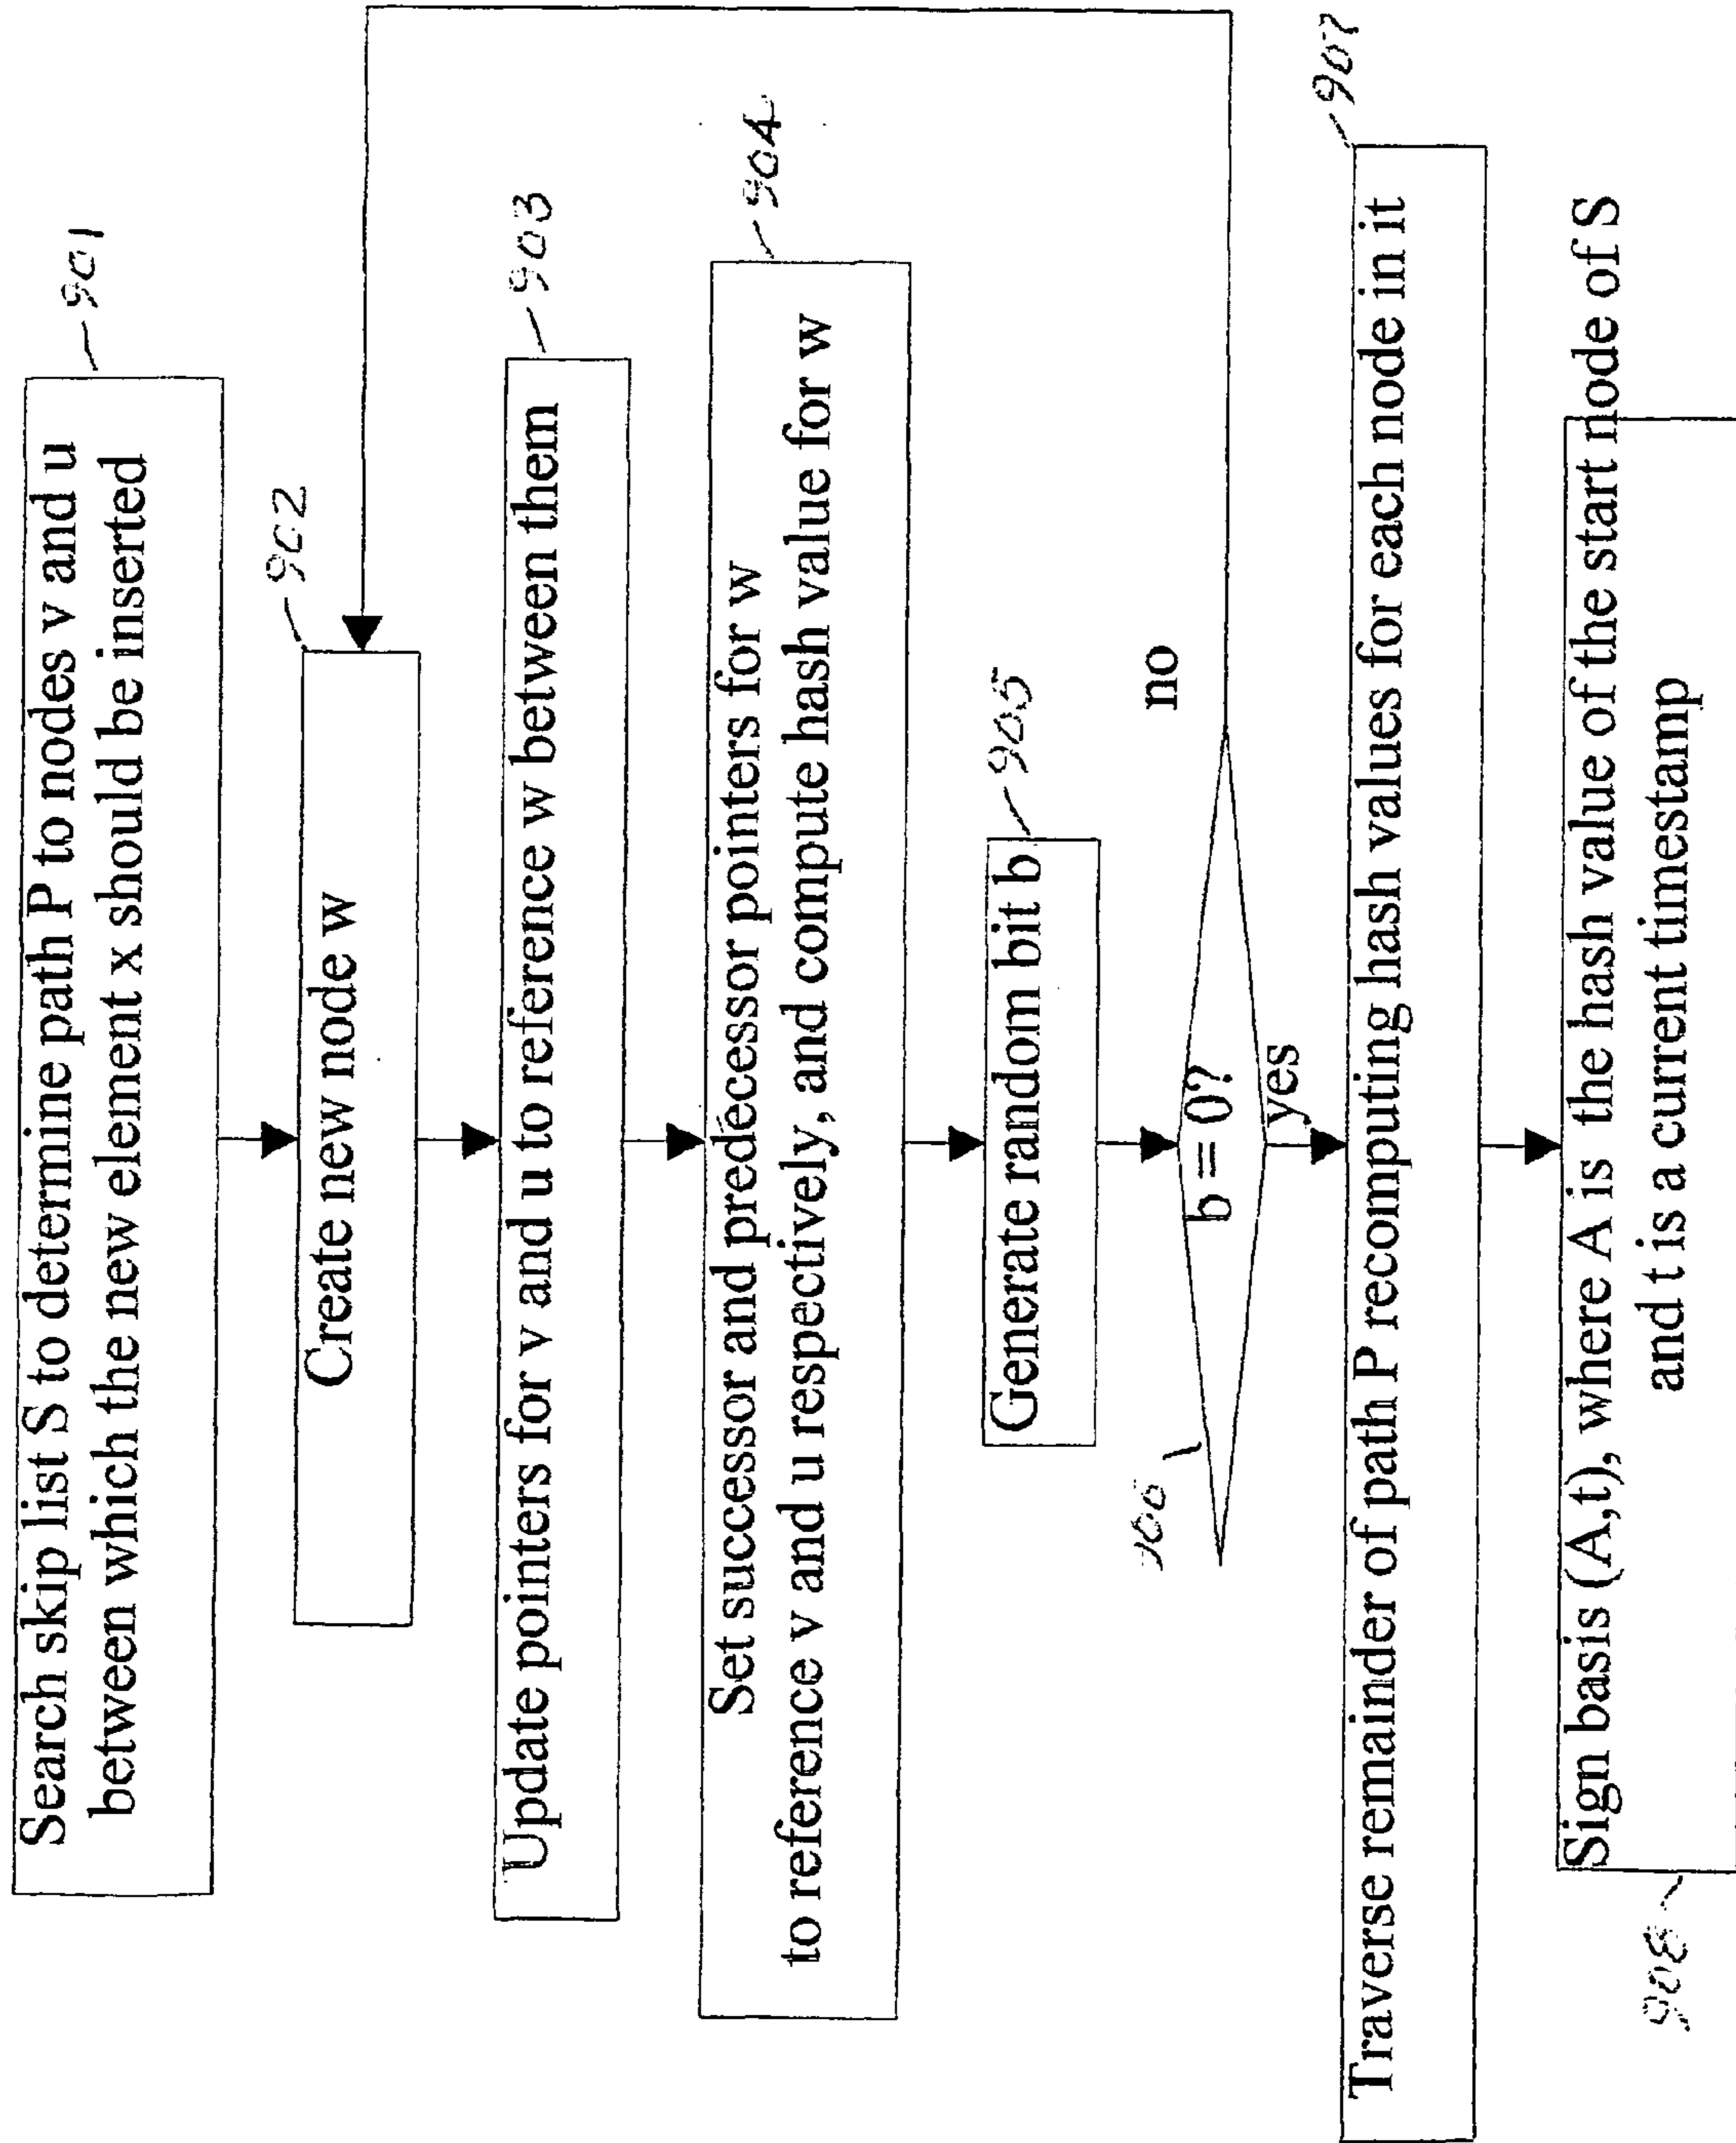 Search skip list S to determine path P to nodes v and u
between which the new element x should be inserted
901
Create new node w
902
Update pointers for v and u to reference w between them
903
Set successor and predecessor pointers for w
to reference v and u respectively, and compute hash value for w
904
Generate random bit b
905
b = 0?
no
yes
Traverse remainder of path P recomputing hash values for each node in it
907
Sign basis (A,t), where A is the hash value of the start node of S
and t is a current timestamp
908